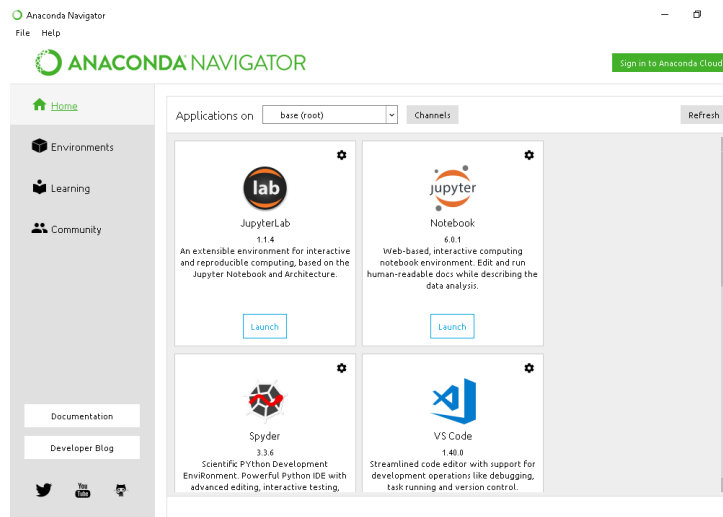 Anaconda Navigator
File Help
ANACONDA NAVIGATOR
Sign in to Anaconda Cloud
Home
Environments
Learning
Community
Documentation
Developer Blog
You
Tube
Applications on base (root) Channels Refresh
lab
JupyterLab
1.1.4
An extensible environment for interactive
and reproducible computing, based on the
Jupyter Notebook and Architecture.
Launch
jupyter
Notebook
6.0.1
Web-based, interactive computing
notebook environment. Edit and run
human-readable docs while describing the
data analysis.
Launch
Spyder
3.3.6
Scientific PYthon Development
EnviRonment. Powerful Python IDE with
advanced editing, interactive testing,
VS Code
1.40.0
Streamlined code editor with support for
development operations like debugging,
task running and version control.